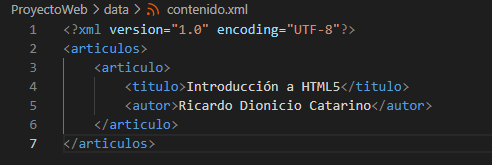 ProyectoWeb > data > contenido.xml
1 <?xml version="1.0" encoding="UTF-8"?>
2 <articulos>
3 <articulo>
4 <titulo>Introducción a HTML5</titulo>
5 <autor>Ricardo Dionicio Catarino</autor>
6 </articulo>
7 </articulos>